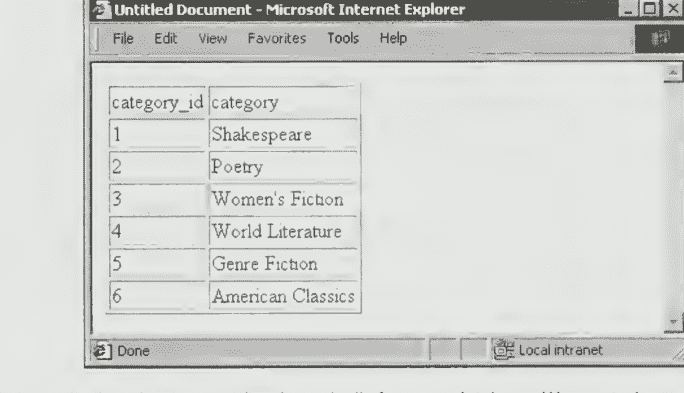 Untitled Document - Microsoft Internet Explorer
File Edit View Favorites Tools Help
category_id category
1 Shakespeare
2 Poetry
3 Women's Fiction
4 World Literature
5 Genre Fiction
6 American Classics
Done Local intranet